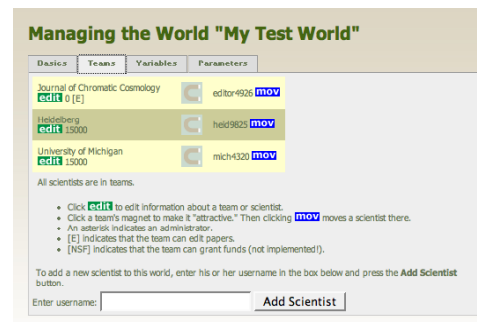 Managing the World "My Test World"
Basics Teams Variables Parameters
Journal of Chromatic Cosmology
edit 0 [E] editor4926 mov
Heidelberg
edit 15000 heid9825 mov
University of Michigan
edit 15000 mich4320 mov
All scientists are in teams.
Click edit to edit information about a team or scientist.
Click a team's magnet to make it "attractive." Then clicking mov moves a scientist there.
An asterisk indicates an administrator.
[E] indicates that the team can edit papers.
[NSF] indicates that the team can grant funds (not implemented!).
To add a new scientist to this world, enter his or her username in the box below and press the Add Scientist
button.
Enter username: Add Scientist